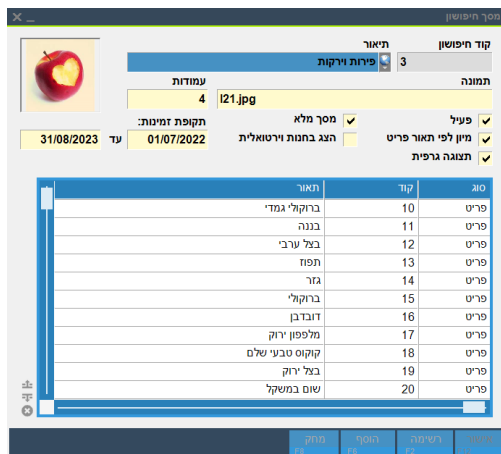 מסך חיפושון
קוד חיפושון
תיאור
3
פירות וירקות
תמונה
עמודות
l21.jpg
4
פעיל
מסך מלא
תקופת זמינות:
מיון לפי תאור פריט
הצג בחנות וירטואלית
01/07/2022 עד 31/08/2023
תצוגה גרפית
סוג קוד תאור
פריט 10 ברוקולי גמדי
פריט 11 בננה
פריט 12 בצל ערבי
פריט 13 תפוז
פריט 14 גזר
פריט 15 ברוקולי
פריט 16 דובדבן
פריט 17 מלפפון ירוק
פריט 18 קוקוס טבעי שלם
פריט 19 בצל ירוק
פריט 20 שום במשקל
רשימה הוסף מחק
F2 F6 F8